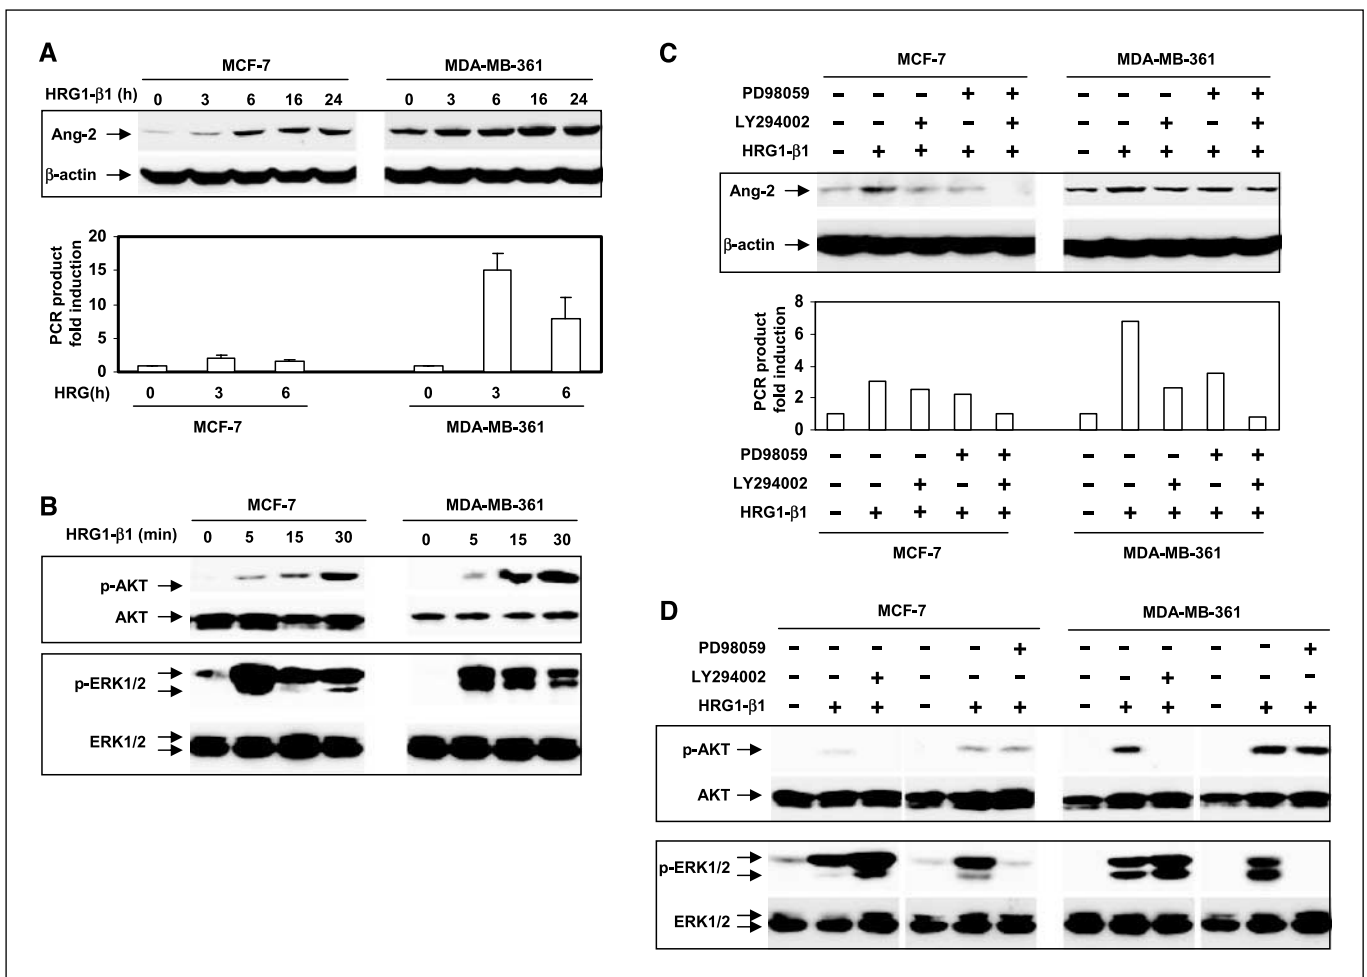 A
MCF-7 MDA-MB-361
HRG1-β1 (h) 0 3 6 16 24 0 3 6 16 24
Ang-2
β-actin
PCR product
fold induction
20
15
10
5
0
HRG(h) 0 3 6 0 3 6
MCF-7 MDA-MB-361
B
MCF-7 MDA-MB-361
HRG1-β1 (min) 0 5 15 30 0 5 15 30
p-AKT
AKT
p-ERK1/2
ERK1/2
C
MCF-7 MDA-MB-361
PD98059 − − − + + − − − + +
LY294002 − − + − + − − + − +
HRG1-β1 − + + + + − + + + +
Ang-2
β-actin
PCR product
fold induction
8
6
4
2
0
PD98059 − − − + + − − − + +
LY294002 − − + − + − − + − +
HRG1-β1 − + + + + − + + + +
MCF-7 MDA-MB-361
D
MCF-7 MDA-MB-361
PD98059 − − − − − + − − − − − +
LY294002 − − + − − − − − + − − −
HRG1-β1 − + + − + + − + + − + +
p-AKT
AKT
p-ERK1/2
ERK1/2